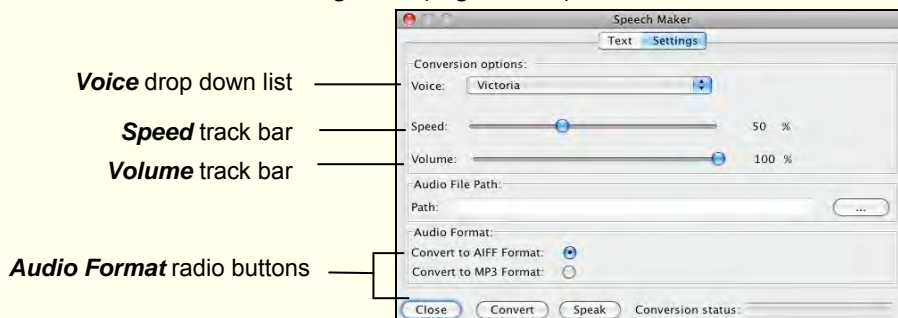 Speech Maker
Text Settings
Conversion options:
Voice drop down list
Voice: Victoria
Speed track bar
Speed: 50 %
Volume track bar
Volume: 100 %
Audio File Path:
Path: ...
Audio Format:
Audio Format radio buttons
Convert to AIFF Format:
Convert to MP3 Format:
Close Convert Speak Conversion status: